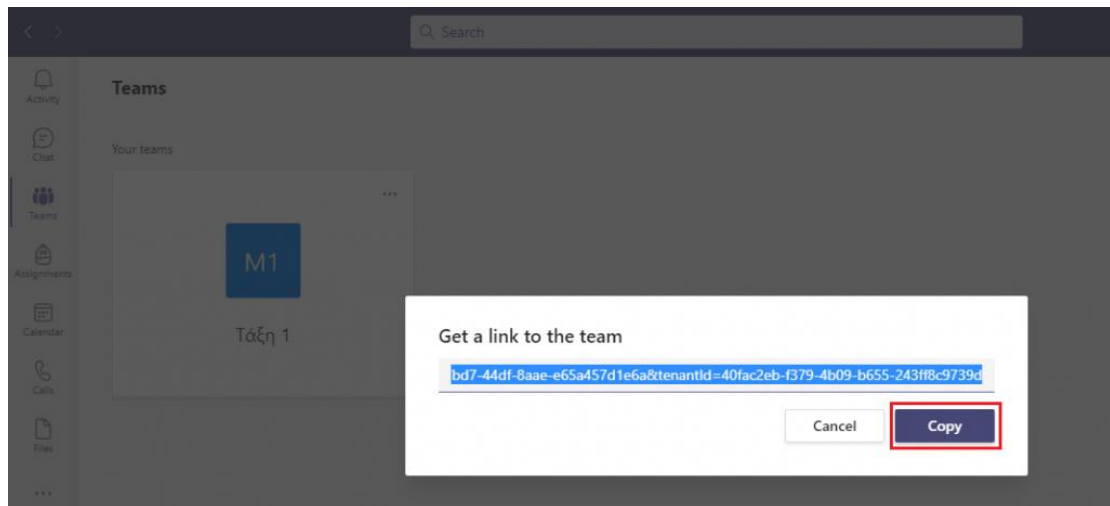 Search
Activity
Chat
Teams
Assignments
Calendar
Calls
Files
Teams
Your teams
M1
Τάξη 1
Get a link to the team
bd7-44df-8aae-e65a457d1e6a&tenantId=40fac2eb-f379-4b09-b655-243ff8c9739d
Cancel
Copy